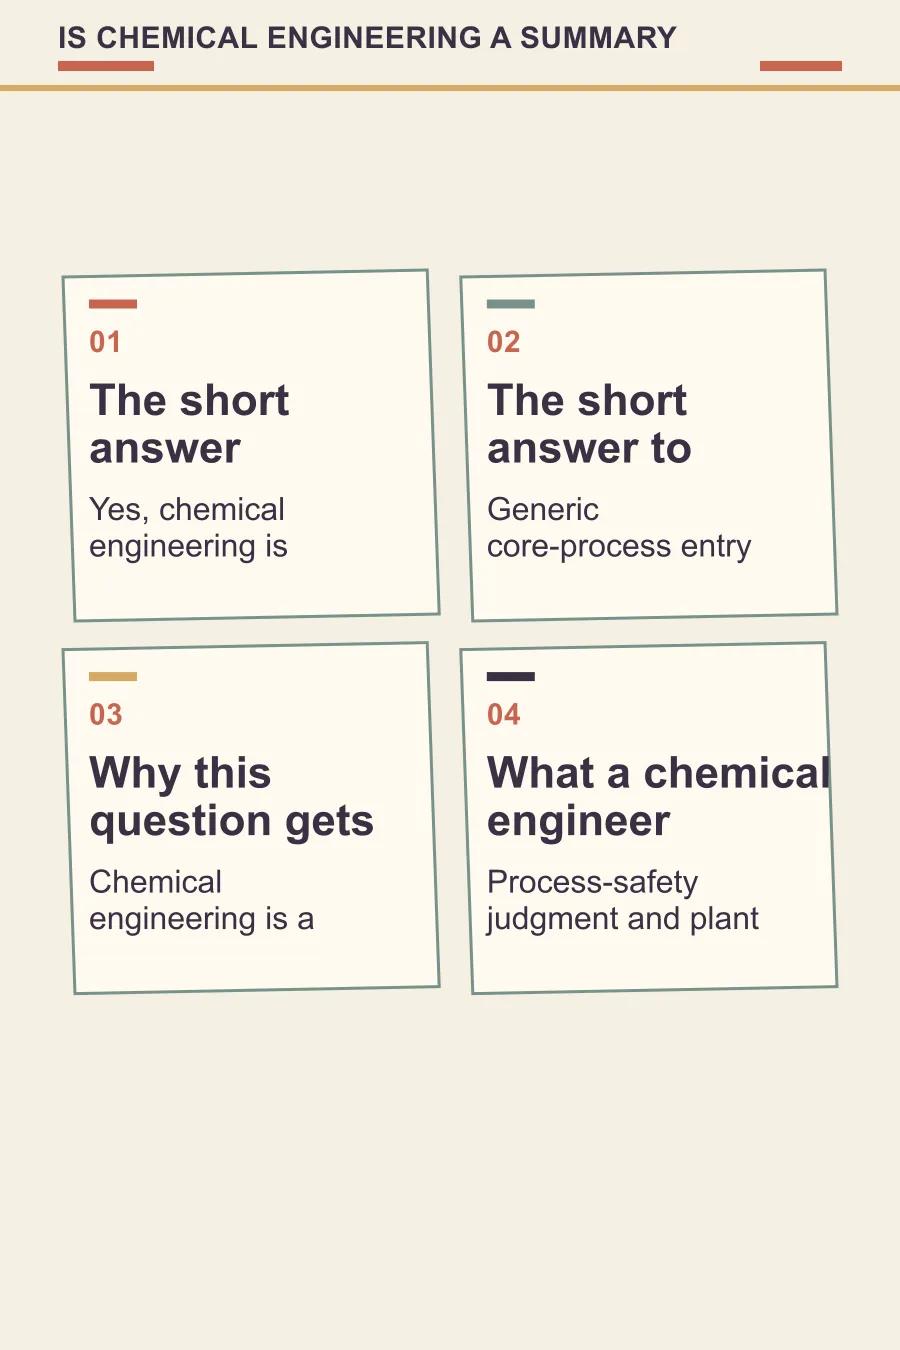 IS CHEMICAL ENGINEERING A SUMMARY
01
The short
answer
Yes, chemical
engineering is
02
The short
answer to
Generic
core-process entry
03
Why this
question gets
Chemical
engineering is a
04
What a chemical
engineer
Process-safety
judgment and plant